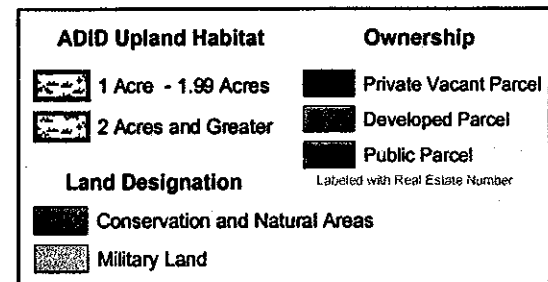 ADID Upland Habitat
1 Acre - 1.99 Acres
2 Acres and Greater
Land Designation
Conservation and Natural Areas
Military Land
Ownership
Private Vacant Parcel
Developed Parcel
Public Parcel
Labeled with Real Estate Number